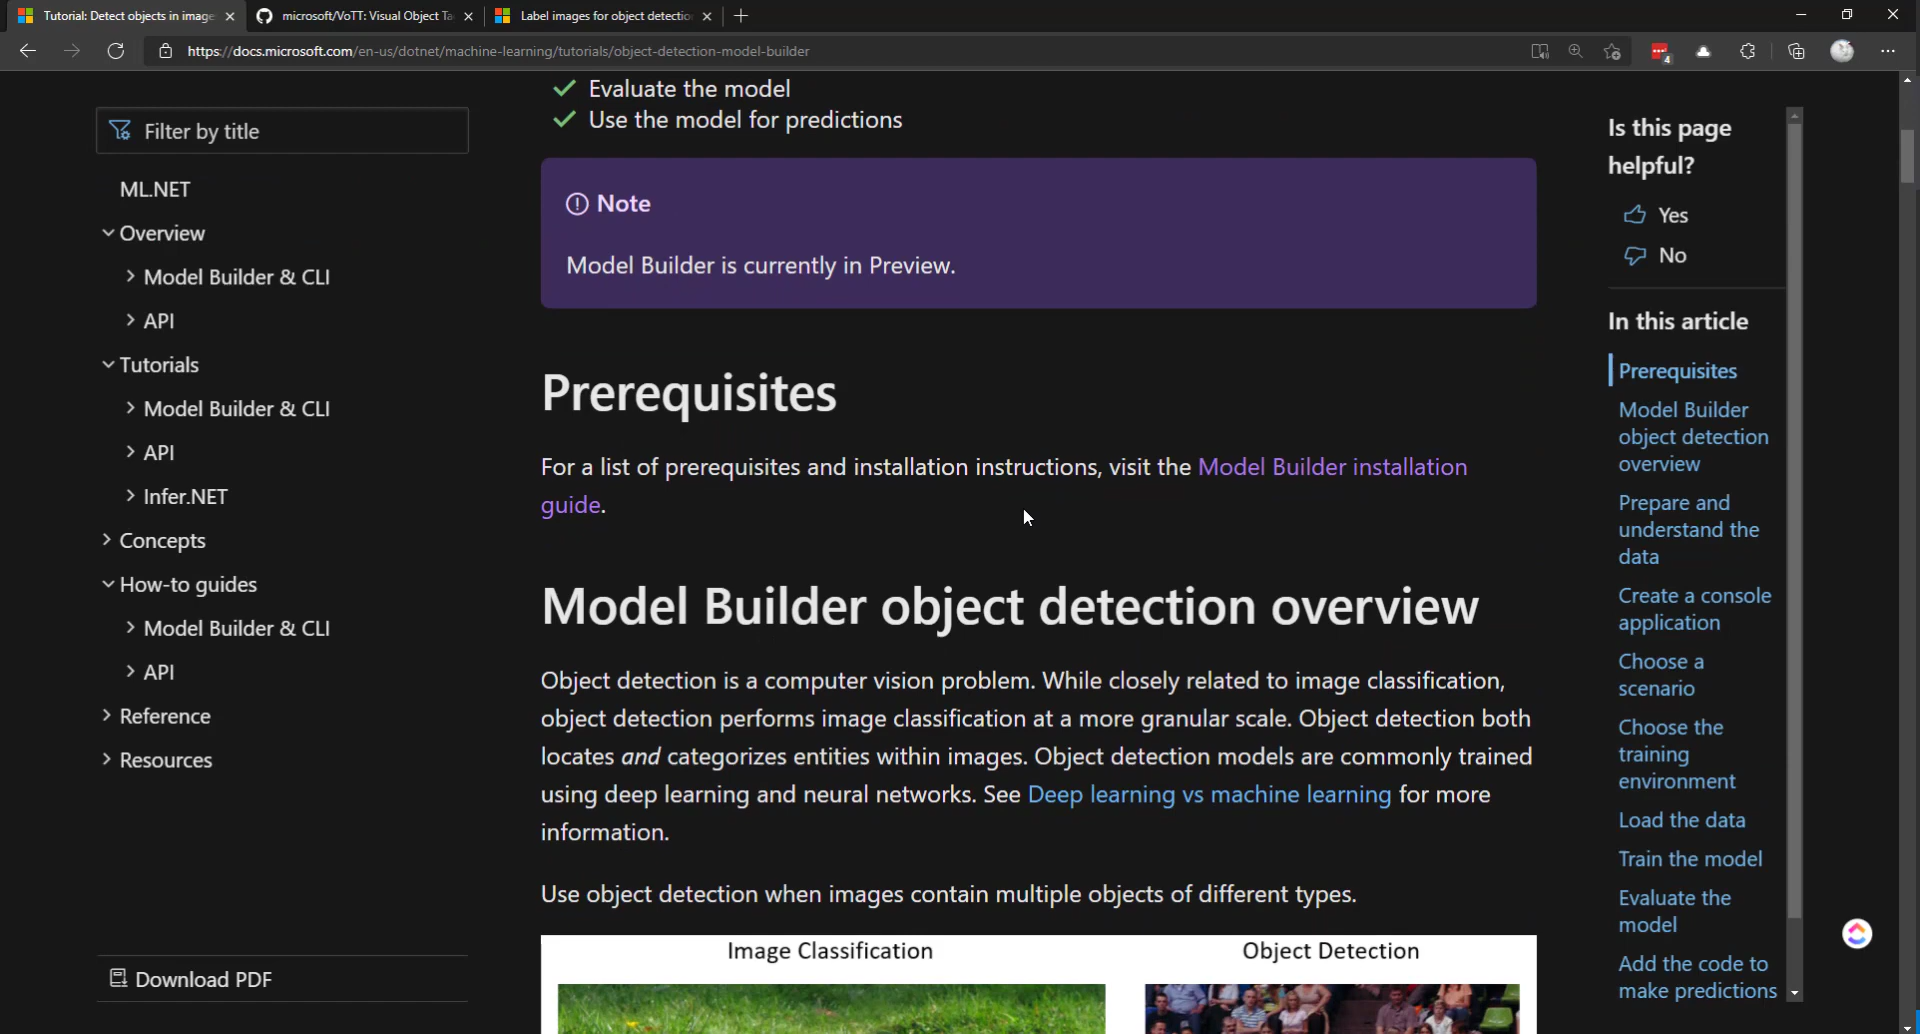 Tutorial: Detect objects in image
microsoft/VoTT: Visual Object Ta
Label images for object detectio
https://docs.microsoft.com/en-us/dotnet/machine-learning/tutorials/object-detection-model-builder
4
Filter by title
ML.NET
Overview
Model Builder & CLI
API
Tutorials
Model Builder & CLI
API
Infer.NET
Concepts
How-to guides
Model Builder & CLI
API
Reference
Resources
Download PDF
Evaluate the model
Use the model for predictions
Note
Model Builder is currently in Preview.
Prerequisites
For a list of prerequisites and installation instructions, visit the Model Builder installation
guide.
Model Builder object detection overview
Object detection is a computer vision problem. While closely related to image classification,
object detection performs image classification at a more granular scale. Object detection both
locates and categorizes entities within images. Object detection models are commonly trained
using deep learning and neural networks. See Deep learning vs machine learning for more
information.
Use object detection when images contain multiple objects of different types.
Image Classification
Object Detection
Is this page
helpful?
Yes
No
In this article
Prerequisites
Model Builder
object detection
overview
Prepare and
understand the
data
Create a console
application
Choose a
scenario
Choose the
training
environment
Load the data
Train the model
Evaluate the
model
Add the code to
make predictions